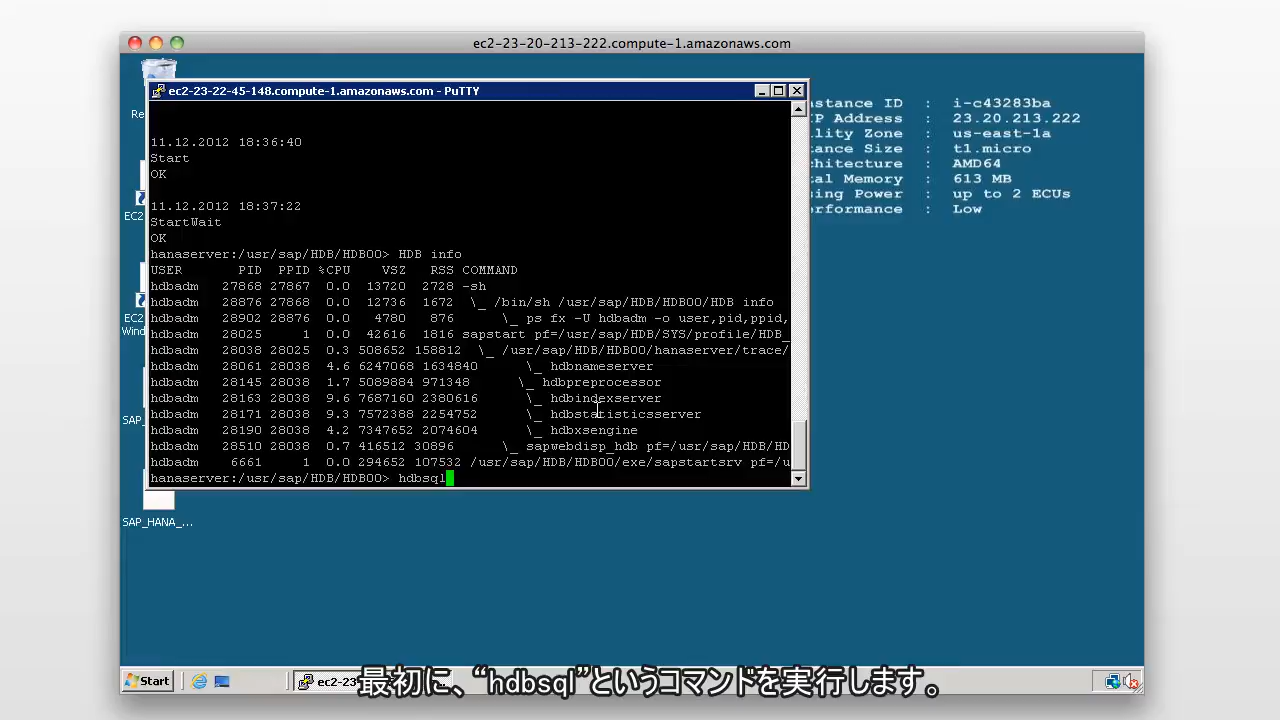 ec2-23-20-213-222.compute-1.amazonaws.com
Re
ec2-23-22-45-148.compute-1.amazonaws.com - PuTTY
nstance ID : i-c43283ba
IP Address : 23.20.213.222
ility Zone : us-east-1a
tance Size : t1.micro
chitecture : AMD64
tal Memory : 613 MB
sing Power : up to 2 ECUs
rformance : Low
11.12.2012 18:36:40
Start
OK
11.12.2012 18:37:22
StartWait
OK
hanaserver:/usr/sap/HDB/HDB00> HDB info
USER PID PPID %CPU VSZ RSS COMMAND
hdbadm 27868 27867 0.0 13720 2728 -sh
hdbadm 28876 27868 0.0 12736 1672 \_ /bin/sh /usr/sap/HDB/HDB00/HDB info
hdbadm 28902 28876 0.0 4780 876 \_ ps fx -U hdbadm -o user,pid,ppid,
hdbadm 28025 1 0.0 42616 1816 sapstart pf=/usr/sap/HDB/SYS/profile/HDB_
hdbadm 28038 28025 0.3 508652 158812 \_ /usr/sap/HDB/HDB00/hanaserver/trace/
hdbadm 28061 28038 4.6 6247068 1634840 \_ hdbnameserver
hdbadm 28145 28038 1.7 5089884 971348 \_ hdbpreprocessor
hdbadm 28163 28038 9.6 7687160 2380616 \_ hdbindexserver
hdbadm 28171 28038 9.3 7572388 2254752 \_ hdbstatisticsserver
hdbadm 28190 28038 4.2 7347652 2074604 \_ hdbxsengine
hdbadm 28510 28038 0.7 416512 30896 \_ sapwebdisp_hdb pf=/usr/sap/HDB/HD
hdbadm 6661 1 0.0 294652 107532 /usr/sap/HDB/HDB00/exe/sapstartsrv pf=/u
hanaserver:/usr/sap/HDB/HDB00> hdbsql
EC2
EC2
Wind
SAP_
SAP_HANA_...
Start
ec2-23
最初に、“hdbsql”というコマンドを実行します。